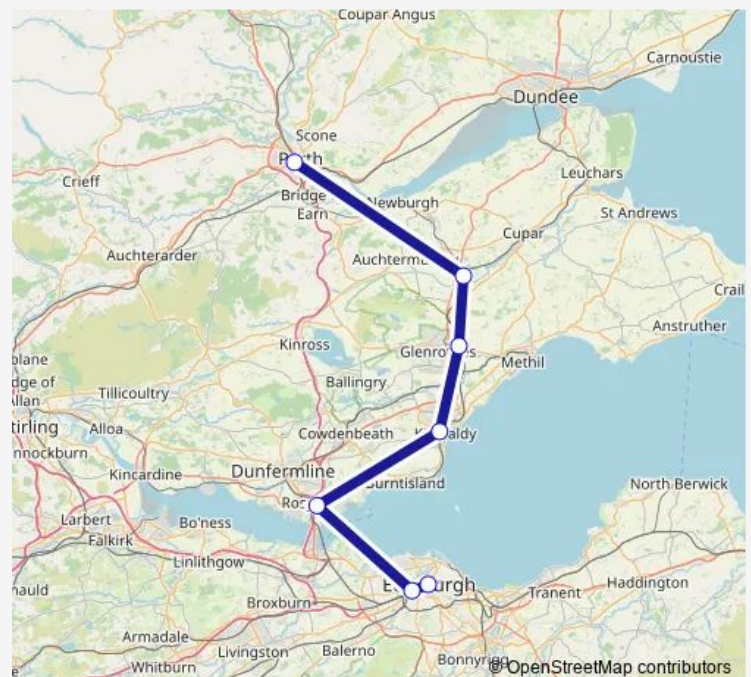 Coupar Angus
Carnoustie
Dundee
Scone
Perth
Leuchars
Crieff
Bridge
Earn
Newburgh
St Andrews
Cupar
Auchterarder
Crail
Anstruther
Kinross
Methil
Ballingry
Tillicoultry
Alloa
Cowdenbeath
Dunfermline
Kincardine
Burntisland
North Berwick
Larbert
Bo'ness
Falkirk
Linlithgow
Haddington
Tranent
Broxburn
Armadale
Livingston
Balerno
Whitburn
© OpenStreetMap contributors